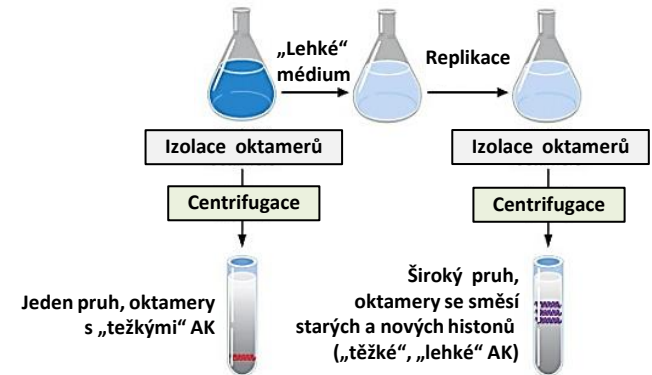 „Lehké“
médium
Replikace
Izolace oktamerů
Izolace oktamerů
Centrifugace
Centrifugace
Jeden pruh, oktamery
s „težkými“ AK
Široký pruh,
oktamery se směsí
starých a nových histonů
(„těžké“, „lehké“ AK)